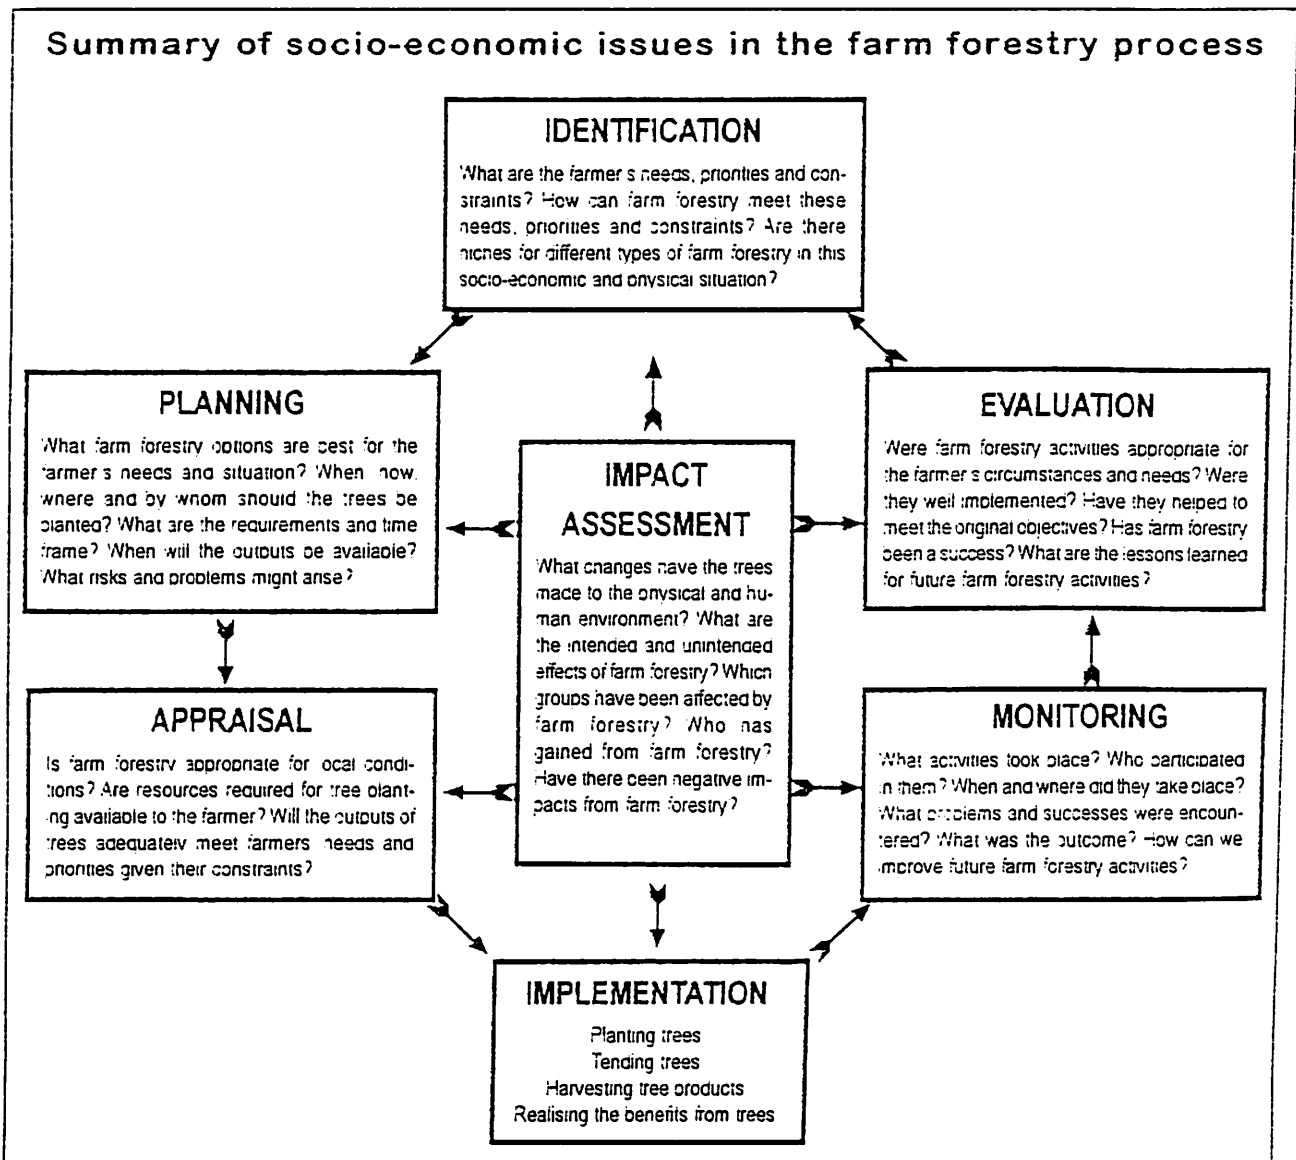 Summary of socio-economic issues in the farm forestry process
IDENTIFICATION
What are the farmer's needs, priorities and con-
straints? How can farm forestry meet these
needs, priorities and constraints? Are there
niches for different types of farm forestry in this
socio-economic and physical situation?
PLANNING
What farm forestry options are best for the
farmer's needs and situation? When how,
where and by whom should the trees be
planted? What are the requirements and time
frame? When will the outputs be available?
What risks and problems might arise?
IMPACT
ASSESSMENT
What changes have the trees
made to the physical and hu-
man environment? What are
the intended and unintended
effects of farm forestry? Which
groups have been affected by
farm forestry? Who has
gained from farm forestry?
Have there been negative im-
pacts from farm forestry?
EVALUATION
Were farm forestry activities appropriate for
the farmer's circumstances and needs? Were
they well implemented? Have they helped to
meet the original objectives? Has farm forestry
been a success? What are the lessons learned
for future farm forestry activities?
APPRAISAL
Is farm forestry appropriate for local condi-
tions? Are resources required for tree plant-
ing available to the farmer? Will the outputs of
trees adequately meet farmers needs and
priorities given their constraints?
MONITORING
What activities took place? Who participated
in them? When and where did they take place?
What problems and successes were encoun-
tered? What was the outcome? How can we
improve future farm forestry activities?
IMPLEMENTATION
Planting trees
Tending trees
Harvesting tree products
Realising the benefits from trees